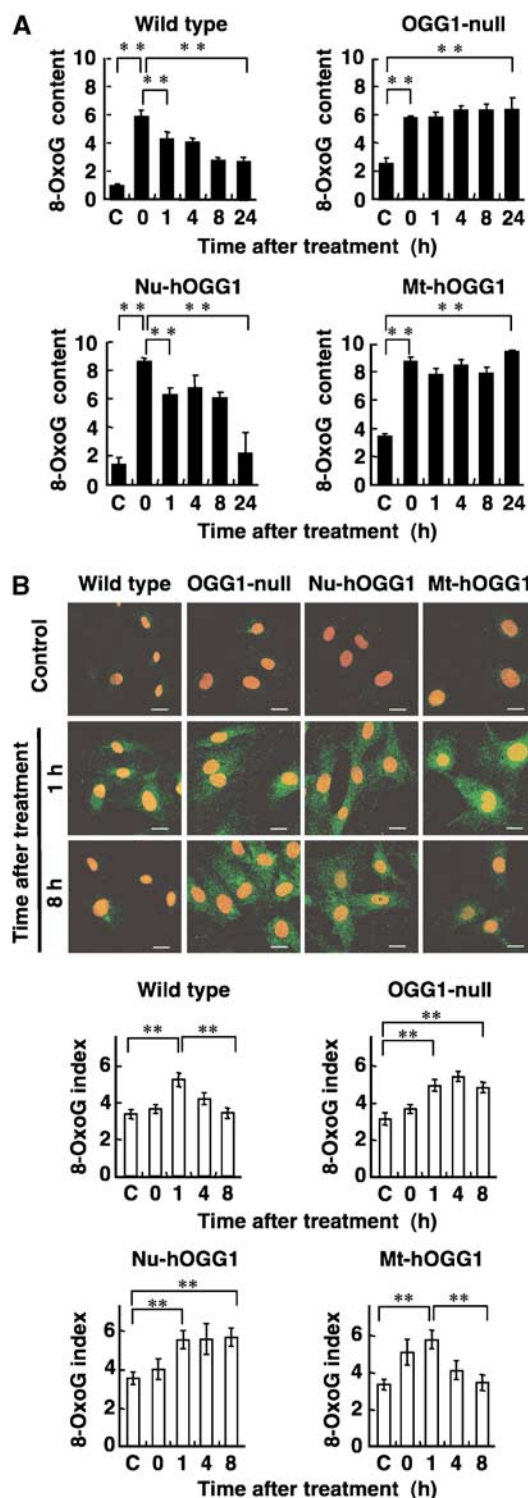 A
Wild type
OGG1-null
** **
**
**
**
8-OxoG content
10
8
6
4
2
0
C 0 1 4 8 24
Time after treatment (h)
8-OxoG content
10
8
6
4
2
0
C 0 1 4 8 24
Time after treatment (h)
Nu-hOGG1
Mt-hOGG1
** **
**
**
**
8-OxoG content
10
8
6
4
2
0
C 0 1 4 8 24
Time after treatment (h)
8-OxoG content
10
8
6
4
2
0
C 0 1 4 8 24
Time after treatment (h)
B
Wild type OGG1-null Nu-hOGG1 Mt-hOGG1
Control
Time after treatment
1 h
8 h
Wild type
OGG1-null
** **
**
**
8-OxoG index
6
4
2
0
C 0 1 4 8
Time after treatment (h)
8-OxoG index
6
4
2
0
C 0 1 4 8
Time after treatment (h)
Nu-hOGG1
Mt-hOGG1
**
**
** **
8-OxoG index
6
4
2
0
C 0 1 4 8
Time after treatment (h)
8-OxoG index
6
4
2
0
C 0 1 4 8
Time after treatment (h)